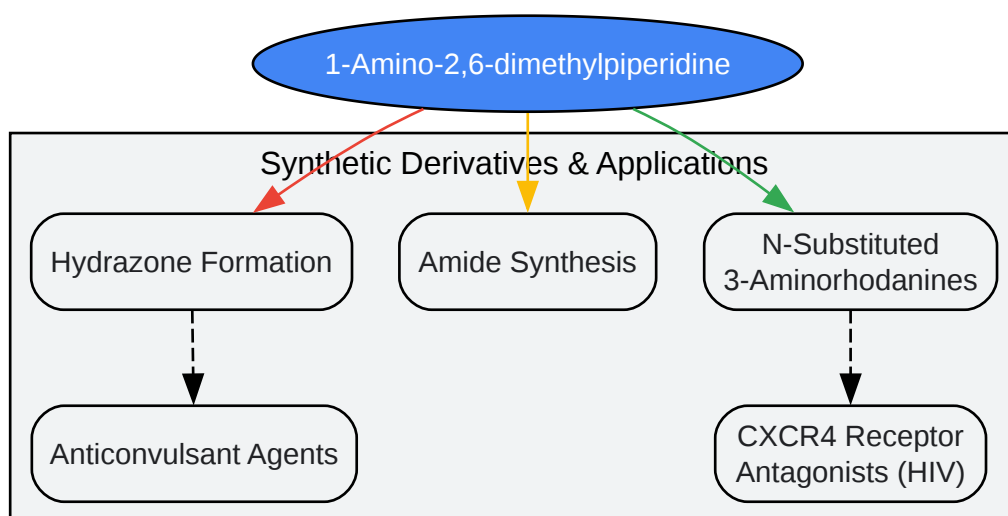 1-Amino-2,6-dimethylpiperidine
Synthetic Derivatives & Applications
Hydrazone Formation
Amide Synthesis
N-Substituted
3-Aminorhodanines
Anticonvulsant Agents
CXCR4 Receptor
Antagonists (HIV)